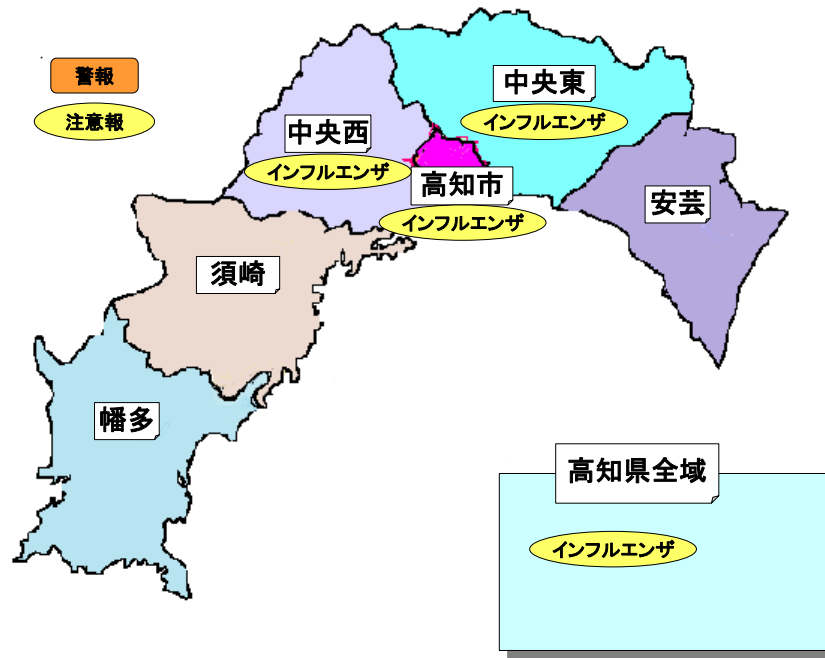 警報
注意報
中央東
インフルエンザ
中央西
インフルエンザ
高知市
インフルエンザ
安芸
須崎
幡多
高知県全域
インフルエンザ